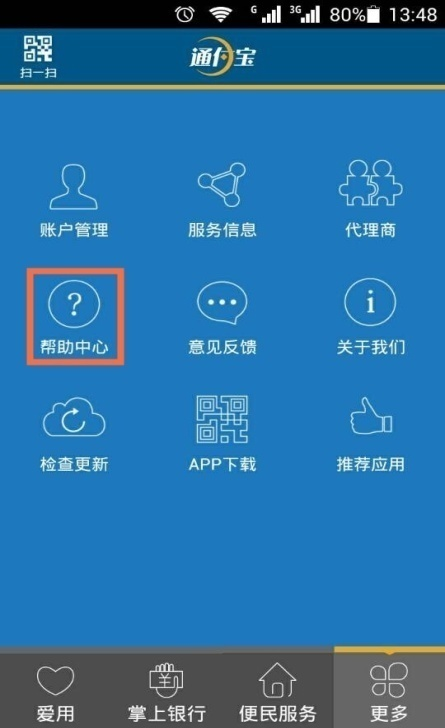 G 3G 80% 13:48
扫一扫 通付宝
账户管理 服务信息 代理商
帮助中心 意见反馈 关于我们
检查更新 APP下载 推荐应用
爱用 掌上银行 便民服务 更多